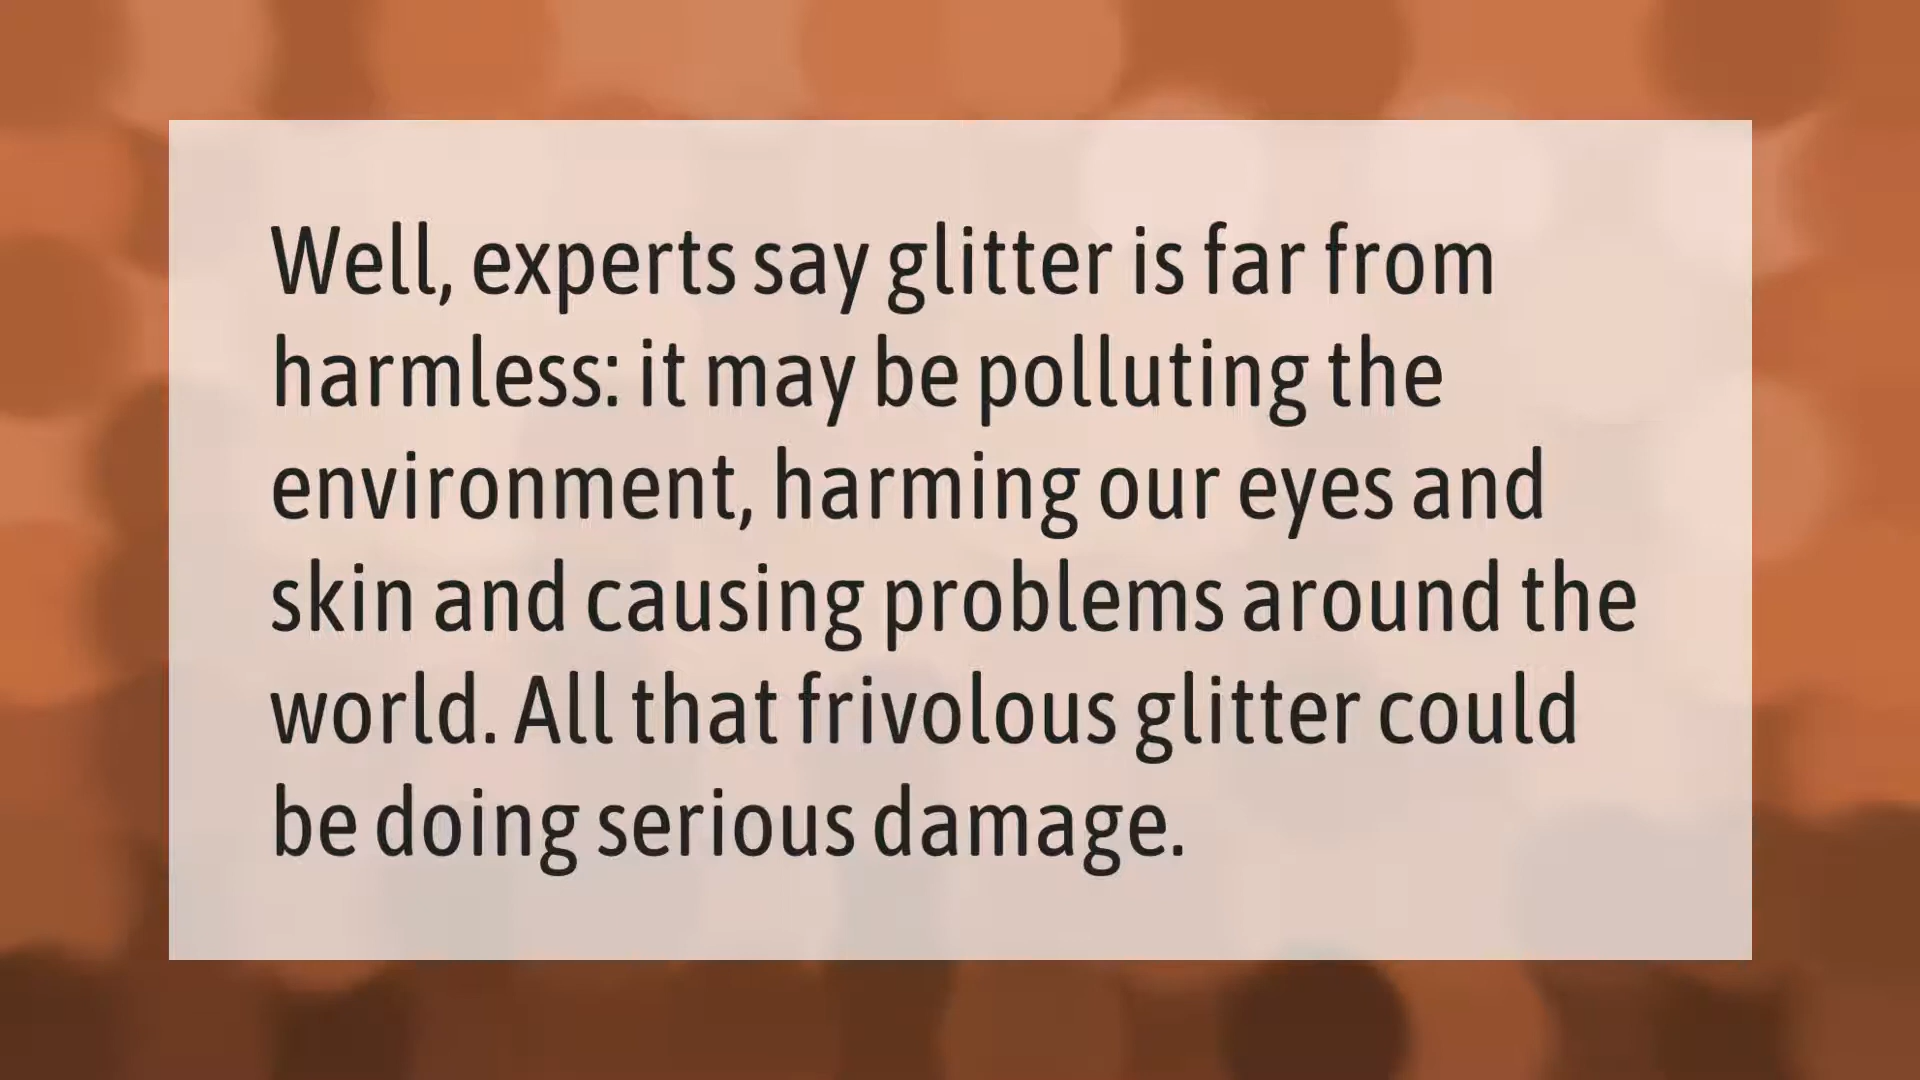 Well, experts say glitter is far from
harmless: it may be polluting the
environment, harming our eyes and
skin and causing problems around the
world. All that frivolous glitter could
be doing serious damage.